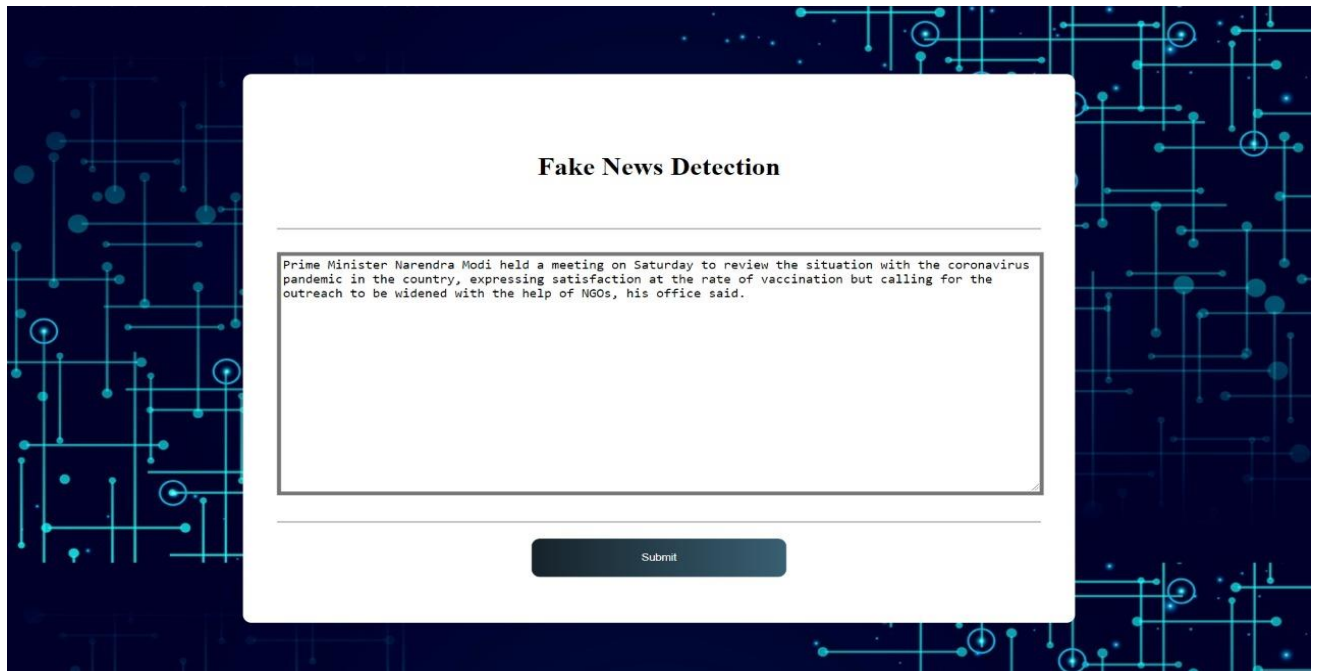 Fake News Detection
Prime Minister Narendra Modi held a meeting on Saturday to review the situation with the coronavirus
pandemic in the country, expressing satisfaction at the rate of vaccination but calling for the
outreach to be widened with the help of NGOs, his office said.
Submit